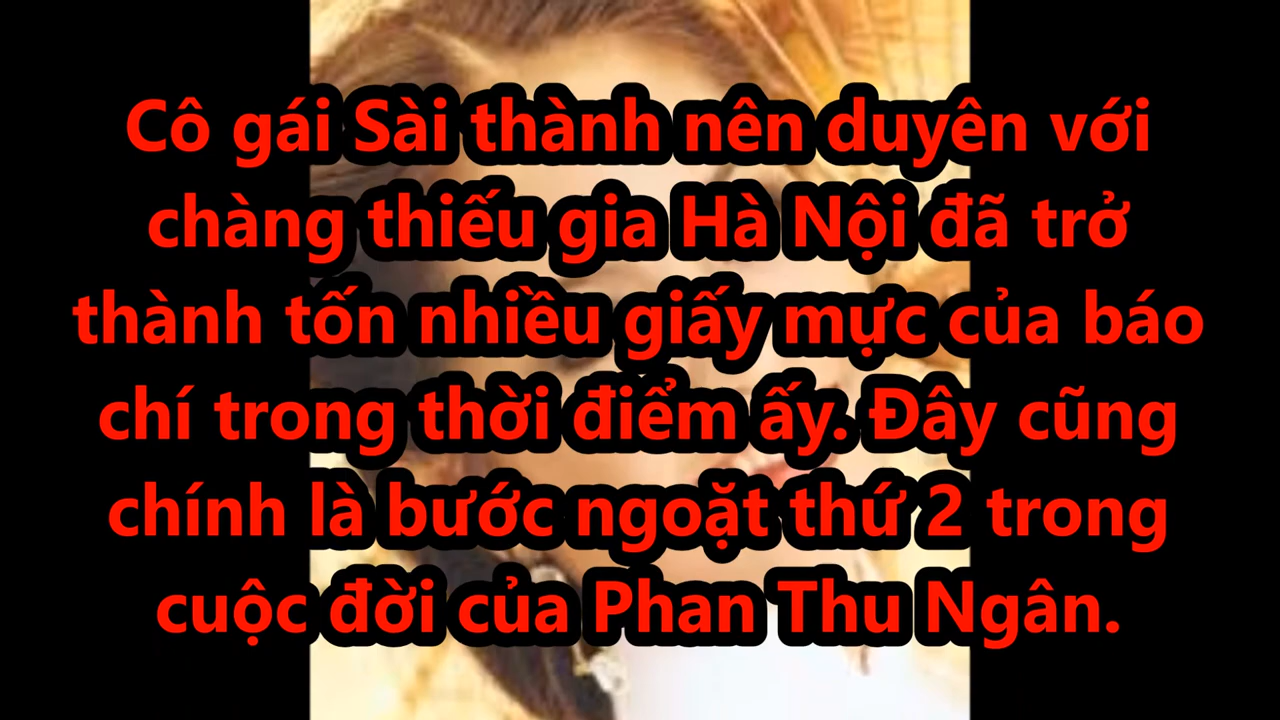 Cô gái Sài thành nên duyên với
chàng thiếu gia Hà Nội đã trở
thành tốn nhiều giấy mực của báo
chí trong thời điểm ấy. Đây cũng
chính là bước ngoặt thứ 2 trong
cuộc đời của Phan Thu Ngân.